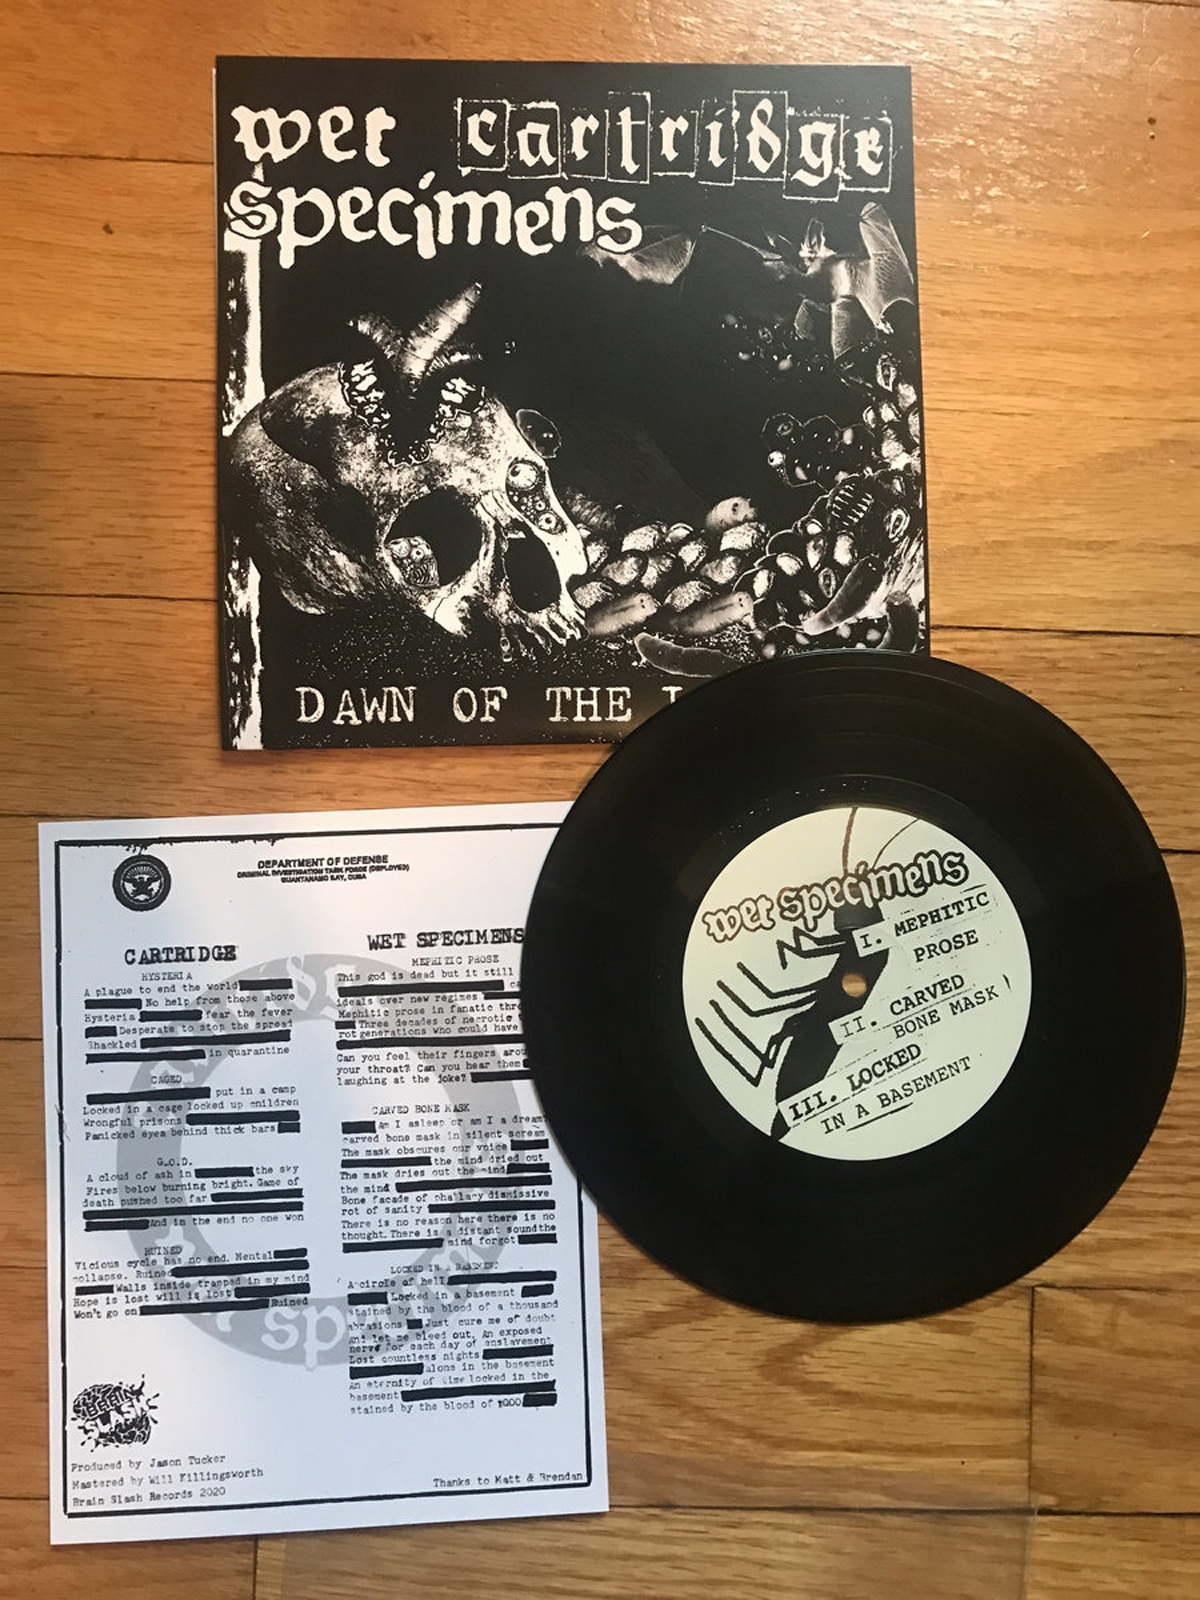 wet cartridge
specimens
DAWN OF THE
DEPARTMENT OF DEFENSE
CRIMINAL INVESTIGATION TASK FORCE (DEPLOYED)
GUANTANAMO BAY, CUBA
CARTRIDGE
HYSTERIA
A plague to end the world
No help from those above
Hysteria fear the fever
Desperate to stop the spread
Shackled
in quarantine
CAGED
put in a camp
Locked in a cage locked up children
Wrongful prisons
Panicked eyes behind thick bars
G.O.D.
A cloud of ash in the sky
Fires below burning bright. Game of
death pushed too far
And in the end no one won
RUINED
Vicious cycle has no end. Mental
collapse. Ruined
Walls inside trapped in my mind
Hope is lost will is lost
Won't go on Ruined
BRAIN
SLASH
Produced by Jason Tucker
Mastered by Will Killingsworth
Brain Slash Records 2020
WET SPECIMENS
MEPHITIC PROSE
This god is dead but it still
ideals over new regimes
Mephitic prose in fanatic
Three decades of necrotic
rot generations who could have
Can you feel their fingers
your throat? Can you hear them
laughing at the joke?
CARVED BONE MASK
Am I asleep or am I a dream
carved bone mask in silent scream
The mask obscures our voice
the mind dried out
The mask dries out the mind
the mind
Bone facade of phallacy dismissive
rot of sanity
There is no reason here there is no
thought. There is a distant soundthe
mind forgot
LOCKED IN A BASEMENT
A circle of hell
Locked in a basement
stained by the blood of a thousand
abrasions Just cure me of doubt
and let me bleed out. An exposed
nerve for each day of enslavement
Lost countless nights
alone in the basement
An eternity of time locked in the
basement
stained by the blood of 1000
Thanks to Matt & Brendan
wet specimens
I. MEPHITIC
PROSE
II. CARVED
BONE MASK
III. LOCKED
IN A BASEMENT